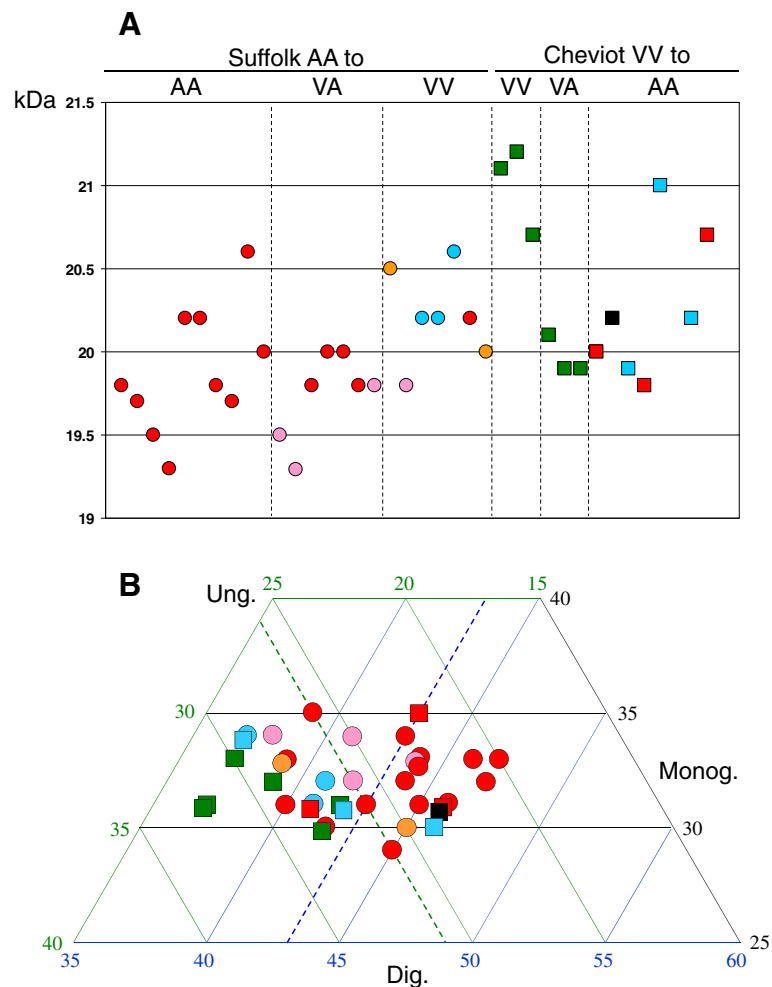 A
Suffolk AA to Cheviot VV to
kDa AA VA VV VV VA AA
21.5
21
20.5
20
19.5
19
B
Ung. 25 20 15
40
30 35
Monog.
35 30
40 25
35 40 45 50 55 60
Dig.